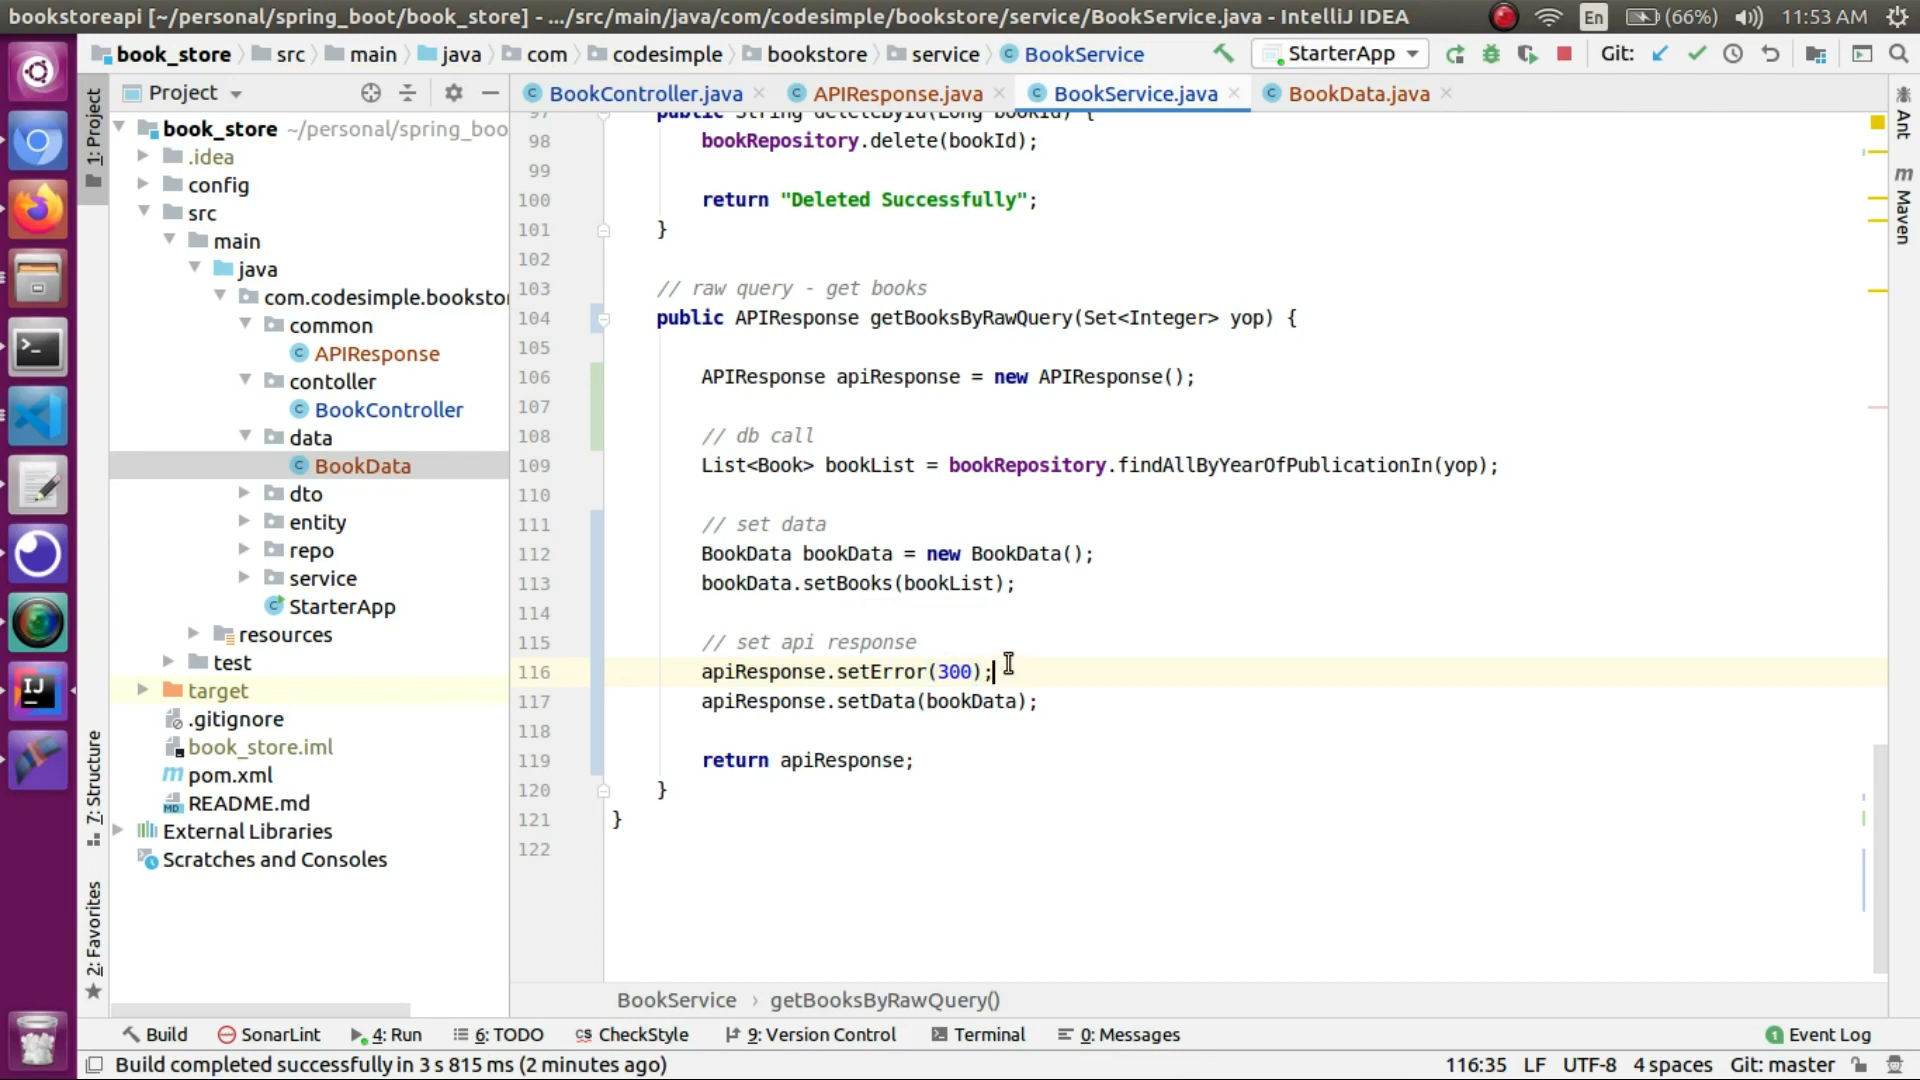 bookstoreapi [~/personal/spring_boot/book_store] - .../src/main/java/com/codesimple/bookstore/service/BookService.java - IntelliJ IDEA
En (66%) 11:53 AM
book_store src main java com codesimple bookstore service BookService StarterApp Git:
Project BookController.java APIResponse.java BookService.java BookData.java
1: Project
7: Structure
2: Favorites
Ant
Maven
book_store ~/personal/spring_boo
.idea
config
src
main
java
com.codesimple.booksto
common
APIResponse
contoller
BookController
data
BookData
dto
entity
repo
service
StarterApp
resources
test
target
.gitignore
book_store.iml
pom.xml
README.md
External Libraries
Scratches and Consoles
97 public String deleteById(Long bookId) {
98 bookRepository.delete(bookId);
99
100 return "Deleted Successfully";
101 }
102
103 // raw query - get books
104 public APIResponse getBooksByRawQuery(Set<Integer> yop) {
105
106 APIResponse apiResponse = new APIResponse();
107
108 // db call
109 List<Book> bookList = bookRepository.findAllByYearOfPublicationIn(yop);
110
111 // set data
112 BookData bookData = new BookData();
113 bookData.setBooks(bookList);
114
115 // set api response
116 apiResponse.setError(300);
117 apiResponse.setData(bookData);
118
119 return apiResponse;
120 }
121 }
122
BookService › getBooksByRawQuery()
Build SonarLint 4: Run 6: TODO CheckStyle 9: Version Control Terminal 0: Messages 1 Event Log
Build completed successfully in 3 s 815 ms (2 minutes ago) 116:35 LF UTF-8 4 spaces Git: master